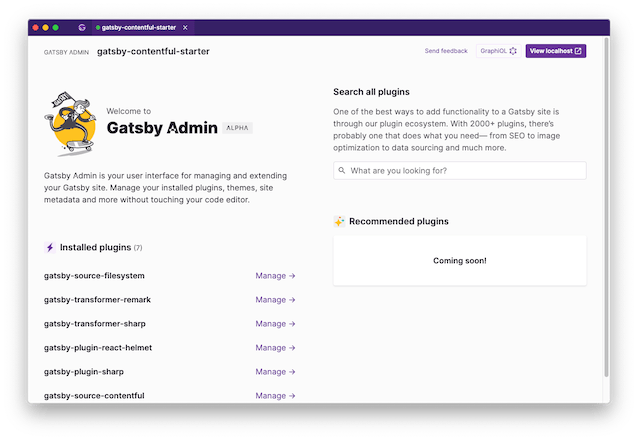 gatsby-contentful-starter
GATSBY ADMIN gatsby-contentful-starter
Send feedback
GraphiQL
View localhost
GATSBY
Welcome to
Gatsby Admin
ALPHA
Gatsby Admin is your user interface for managing and extending
your Gatsby site. Manage your installed plugins, themes, site
metadata and more without touching your code editor.
Installed plugins (7)
gatsby-source-filesystem Manage →
gatsby-transformer-remark Manage →
gatsby-transformer-sharp Manage →
gatsby-plugin-react-helmet Manage →
gatsby-plugin-sharp Manage →
gatsby-source-contentful Manage →
Search all plugins
One of the best ways to add functionality to a Gatsby site is
through our plugin ecosystem. With 2000+ plugins, there's
probably one that does what you need— from SEO to image
optimization to data sourcing and much more.
What are you looking for?
Recommended plugins
Coming soon!